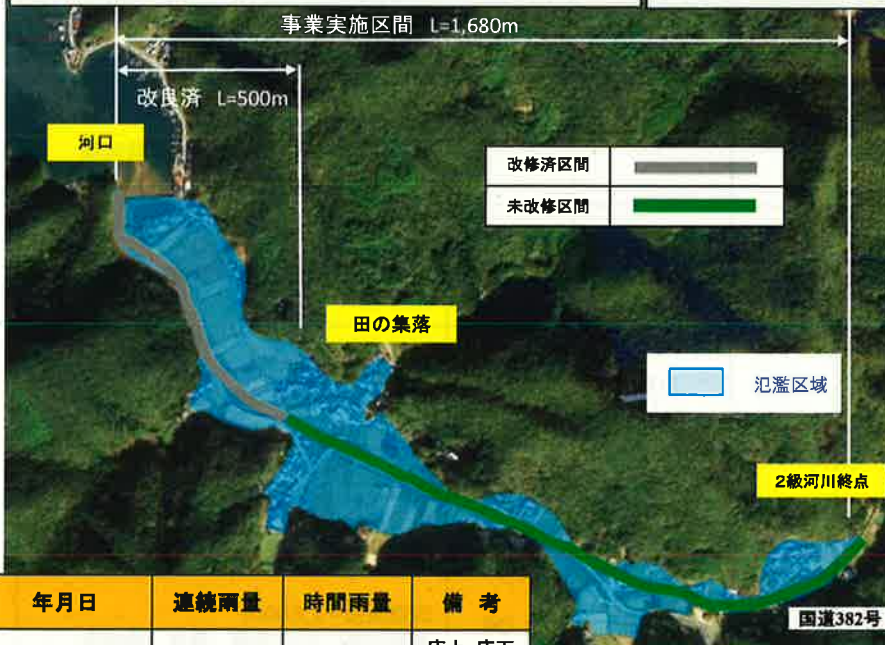 事業実施区間 L=1,680m
改良済 L=500m
河口
改修済区間
未改修区間
田の集落
氾濫区域
2級河川終点
国道382号
年月日 連続雨量 時間雨量 備考